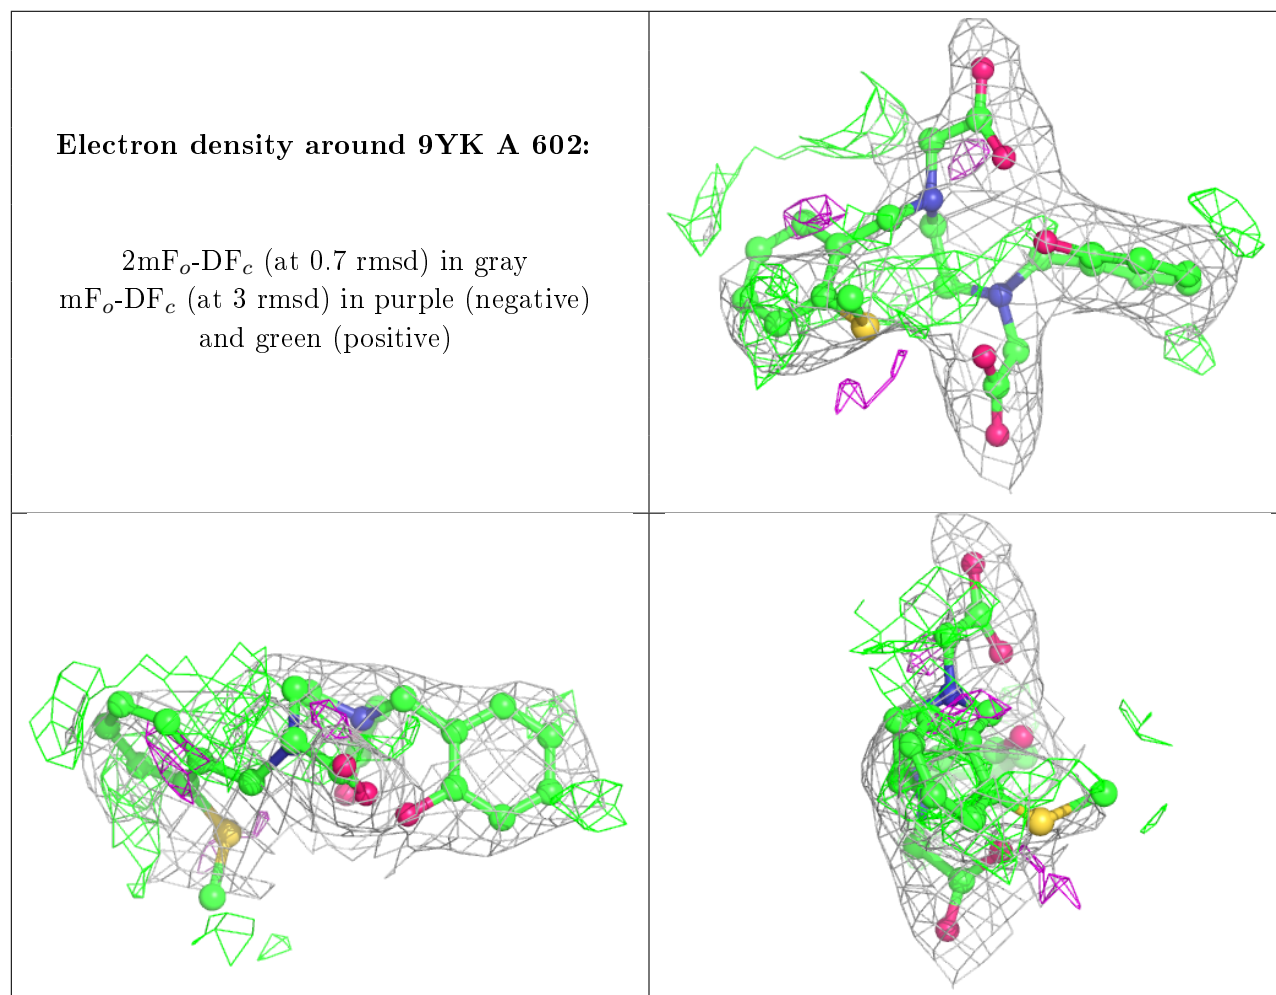 Electron density around 9YK A 602:
2mFo-DFc (at 0.7 rmsd) in gray
mFo-DFc (at 3 rmsd) in purple (negative)
and green (positive)